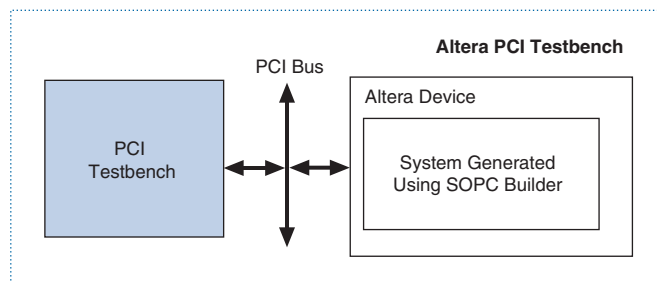 Altera PCI Testbench
PCI Bus
Altera Device
PCI
Testbench
System Generated
Using SOPC Builder